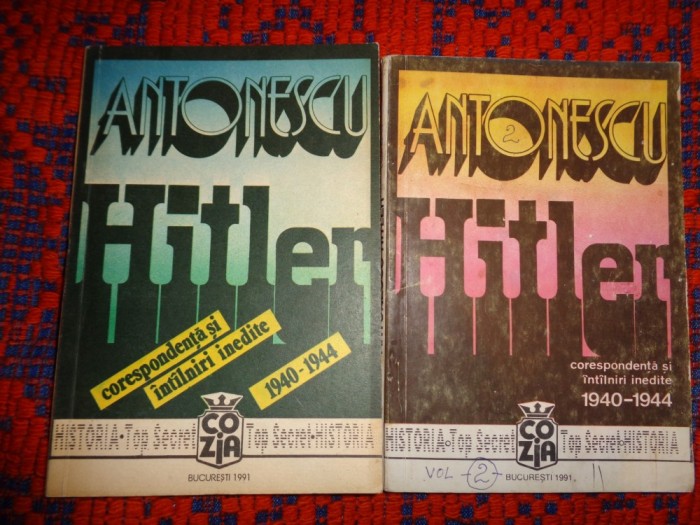 ANTONESCU
Hitler
corespondență și
întîlniri inedite
1940-1944
HISTORIA • Top Secret
COZIA
Top Secret • HISTORIA
BUCUREȘTI 1991
ANTONESCU
2
Hitler
corespondență și
întîlniri inedite
1940-1944
HISTORIA • Top Secret
COZIA
Top Secret • HISTORIA
VOL - 2 - BUCUREȘTI 1991 11